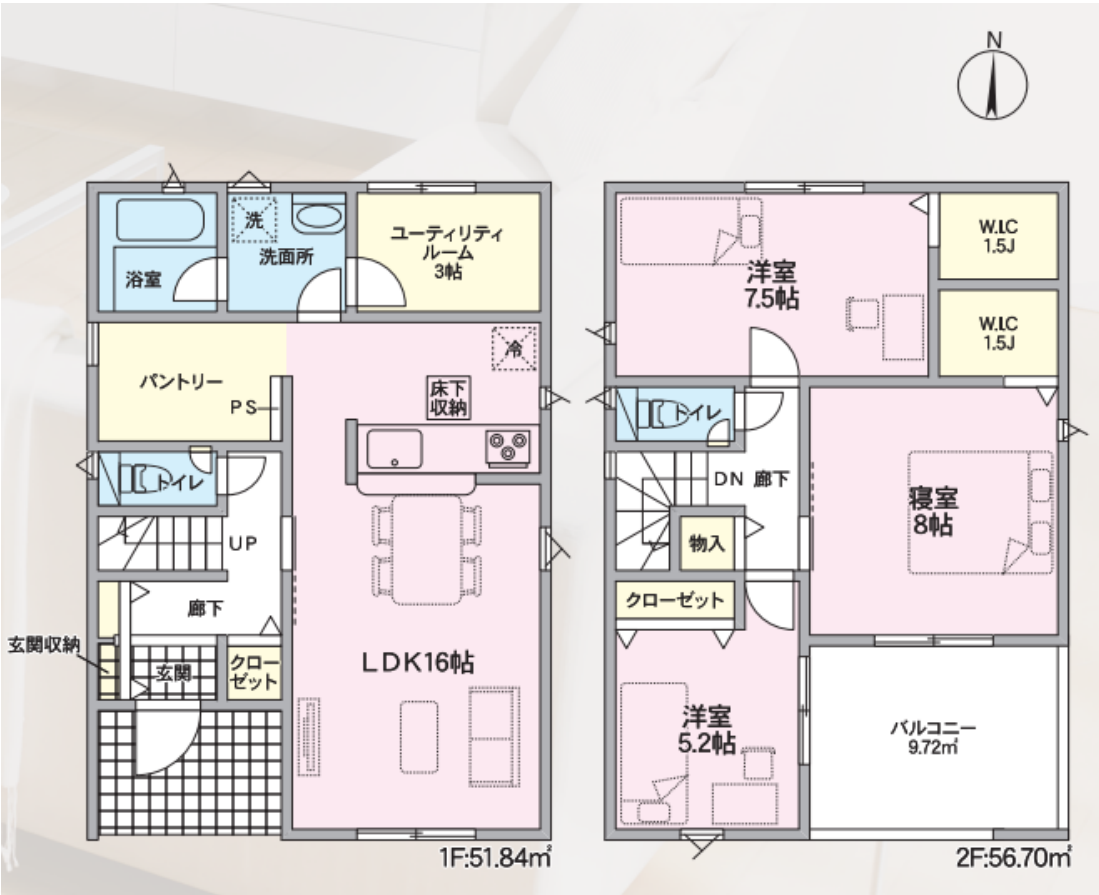 N
洗
洗面所
浴室
ユーティリティ
ルーム
3帖
パントリー
PS
冷
床下
収納
トイレ
UP
廊下
玄関収納
玄関
クロー
ゼット
LDK16帖
1F:51.84㎡
洋室
7.5帖
W.I.C
1.5J
W.I.C
1.5J
トイレ
DN 廊下
物入
寝室
8帖
クローゼット
洋室
5.2帖
バルコニー
9.72㎡
2F:56.70㎡